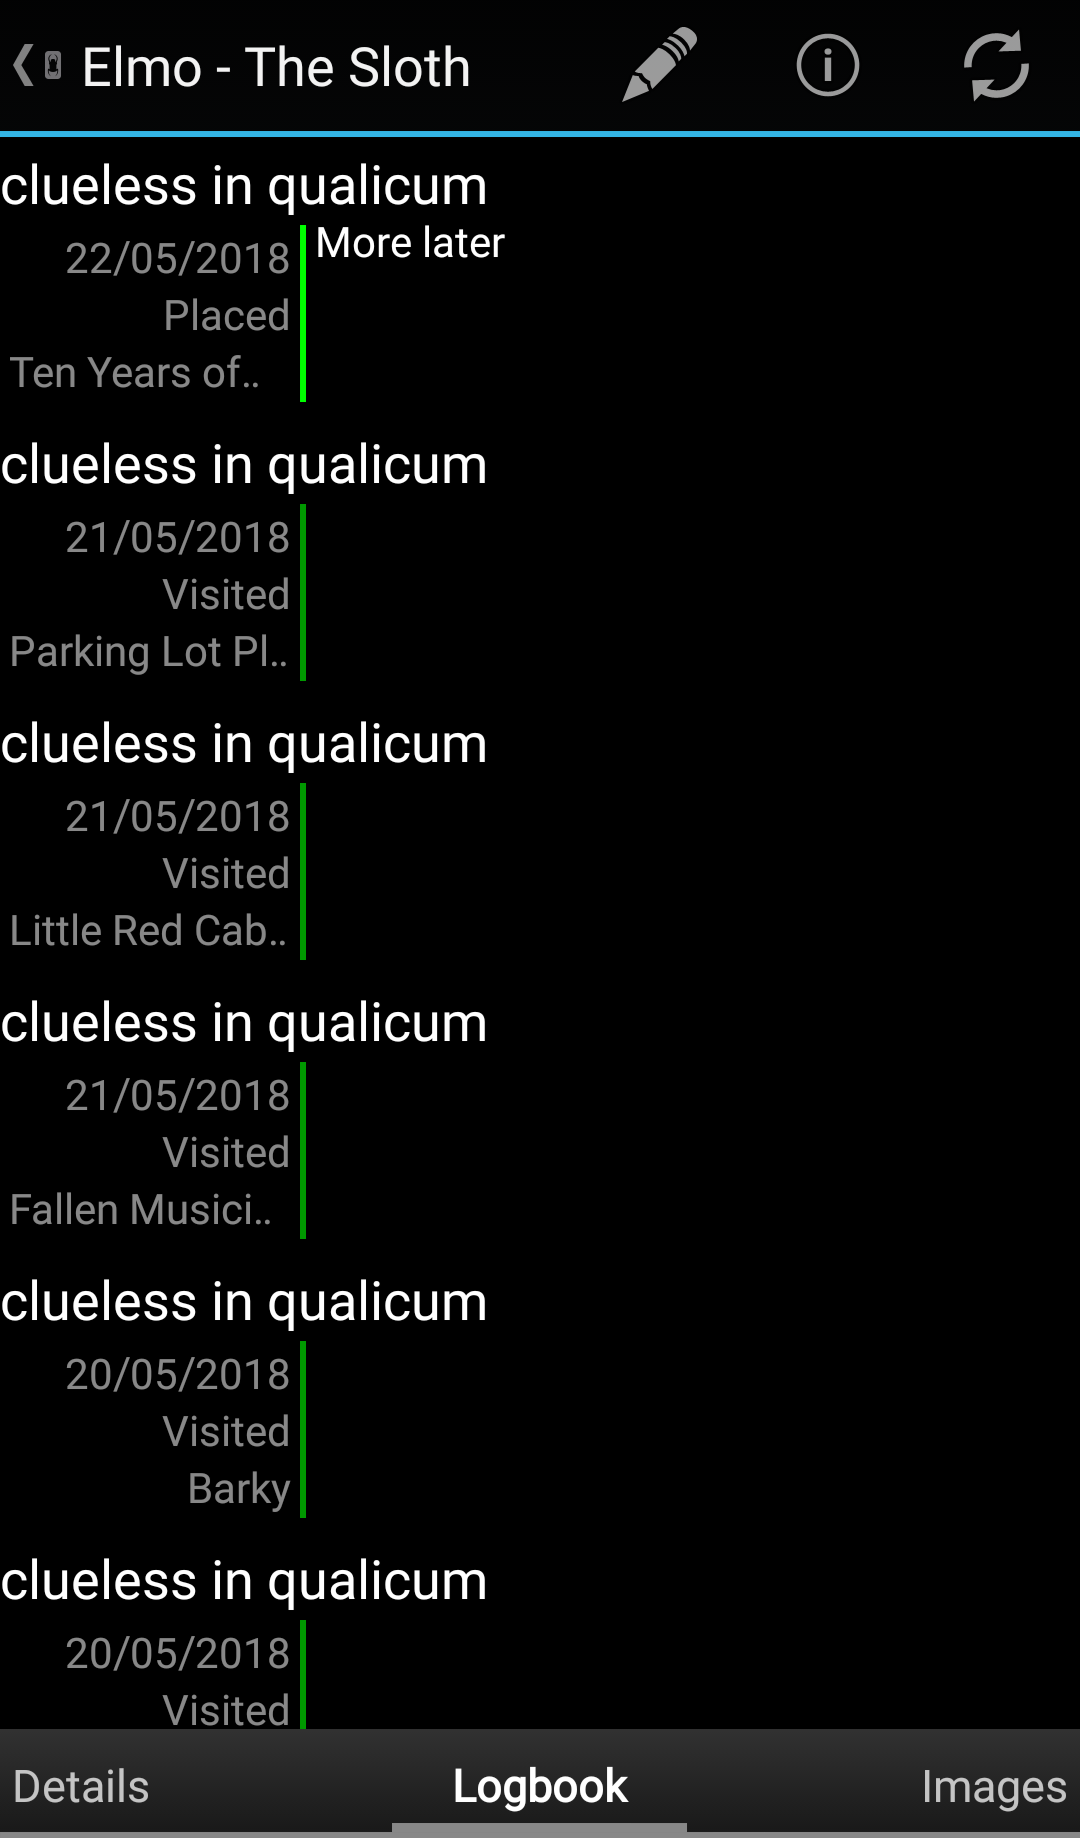 Elmo - The Sloth
clueless in qualicum
22/05/2018
More later
Placed
Ten Years of..
clueless in qualicum
21/05/2018
Visited
Parking Lot Pl..
clueless in qualicum
21/05/2018
Visited
Little Red Cab..
clueless in qualicum
21/05/2018
Visited
Fallen Musici..
clueless in qualicum
20/05/2018
Visited
Barky
clueless in qualicum
20/05/2018
Visited
Details
Logbook
Images